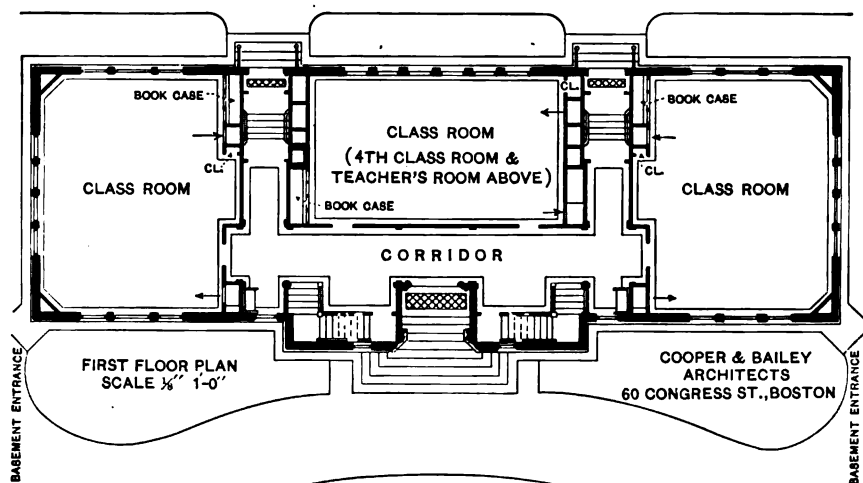 BOOK CASE
CL.
BOOK CASE
CLASS ROOM
(4TH CLASS ROOM &
TEACHER'S ROOM ABOVE)
CL.
CL.
CLASS ROOM
CLASS ROOM
BOOK CASE
CORRIDOR
FIRST FLOOR PLAN
SCALE ⅛" 1'-0"
COOPER & BAILEY
ARCHITECTS
60 CONGRESS ST., BOSTON
BASEMENT ENTRANCE
BASEMENT ENTRANCE